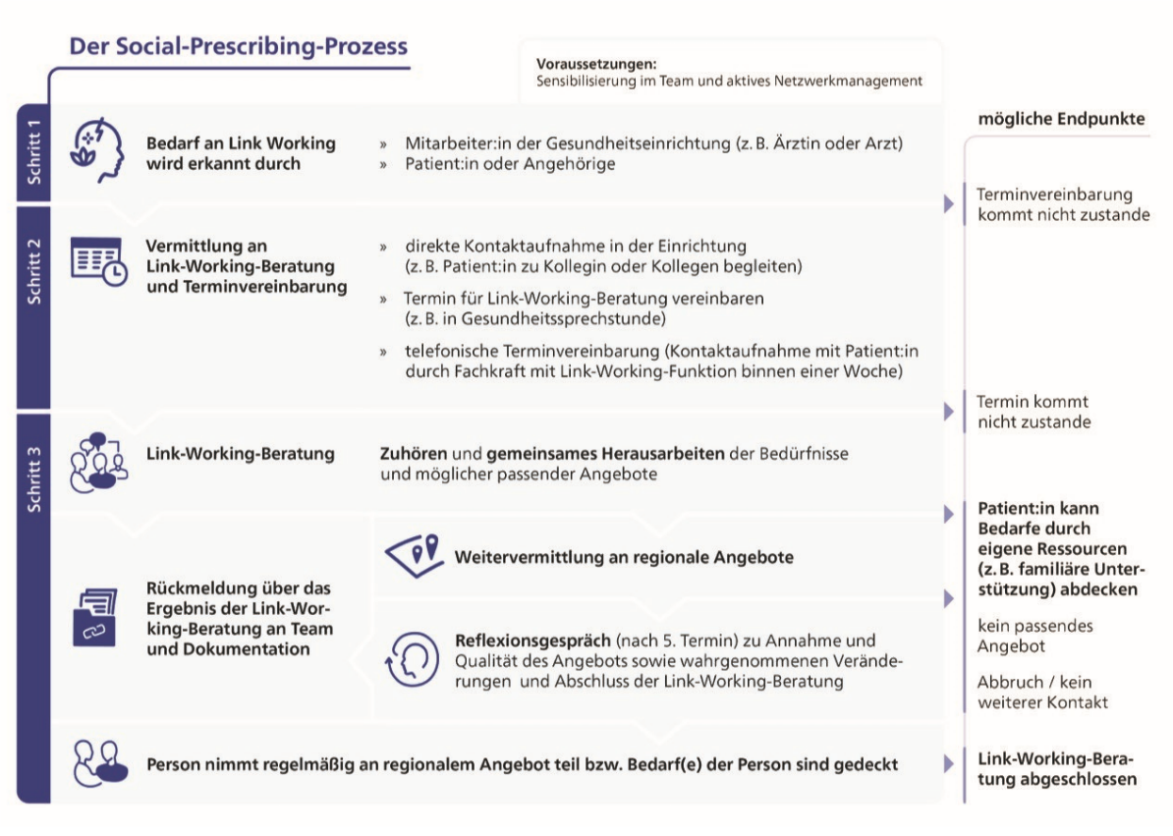 Der Social-Prescribing-Prozess
Voraussetzungen:
Sensibilisierung im Team und aktives Netzwerkmanagement
mögliche Endpunkte
Schritt 1
Bedarf an Link Working
wird erkannt durch
» Mitarbeiter:in der Gesundheitseinrichtung (z. B. Ärztin oder Arzt)
» Patient:in oder Angehörige
Terminvereinbarung
kommt nicht zustande
Schritt 2
Vermittlung an
Link-Working-Beratung
und Terminvereinbarung
» direkte Kontaktaufnahme in der Einrichtung
(z. B. Patient:in zu Kollegin oder Kollegen begleiten)
» Termin für Link-Working-Beratung vereinbaren
(z. B. in Gesundheitssprechstunde)
» telefonische Terminvereinbarung (Kontaktaufnahme mit Patient:in
durch Fachkraft mit Link-Working-Funktion binnen einer Woche)
Termin kommt
nicht zustande
Schritt 3
Link-Working-Beratung
Zuhören und gemeinsames Herausarbeiten der Bedürfnisse
und möglicher passender Angebote
Rückmeldung über das
Ergebnis der Link-Wor-
king-Beratung an Team
und Dokumentation
Weitervermittlung an regionale Angebote
Reflexionsgespräch (nach 5. Termin) zu Annahme und
Qualität des Angebots sowie wahrgenommenen Verände-
rungen und Abschluss der Link-Working-Beratung
Patient:in kann
Bedarfe durch
eigene Ressourcen
(z. B. familiäre Unter-
stützung) abdecken
kein passendes
Angebot
Abbruch / kein
weiterer Kontakt
Person nimmt regelmäßig an regionalem Angebot teil bzw. Bedarf(e) der Person sind gedeckt
Link-Working-Bera-
tung abgeschlossen